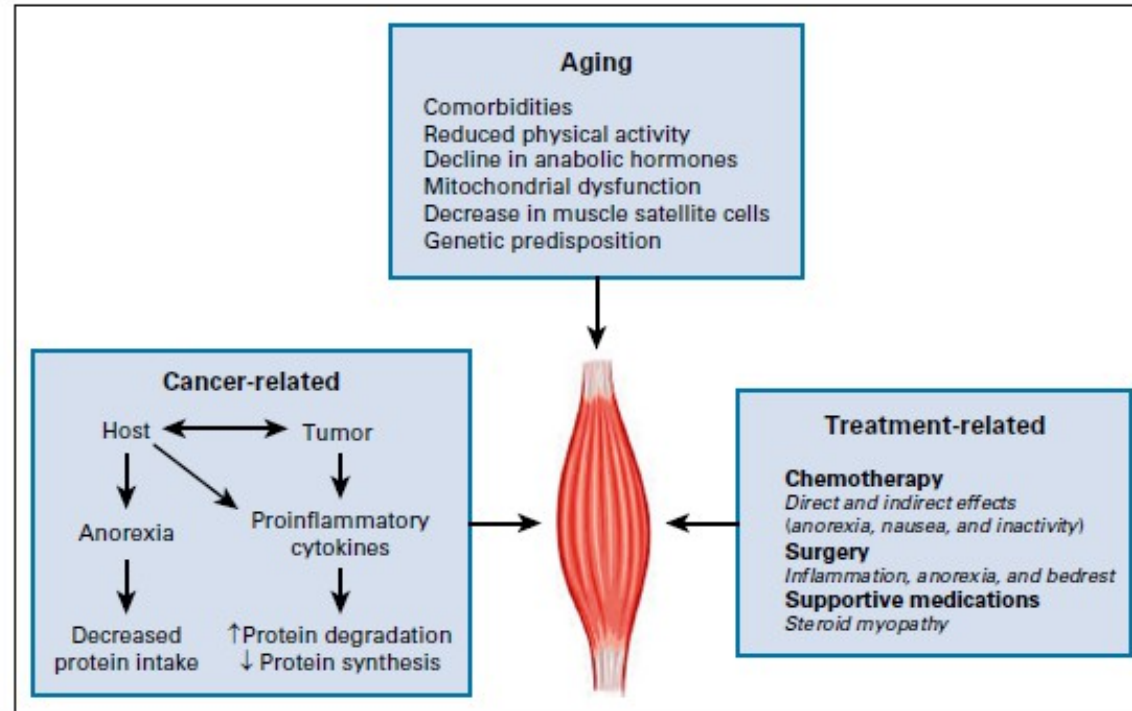 Aging
Comorbidities
Reduced physical activity
Decline in anabolic hormones
Mitochondrial dysfunction
Decrease in muscle satellite cells
Genetic predisposition
Cancer-related
Host
Tumor
Anorexia
Proinflammatory
cytokines
Decreased
protein intake
↑Protein degradation
↓ Protein synthesis
Treatment-related
Chemotherapy
Direct and indirect effects
(anorexia, nausea, and inactivity)
Surgery
Inflammation, anorexia, and bedrest
Supportive medications
Steroid myopathy